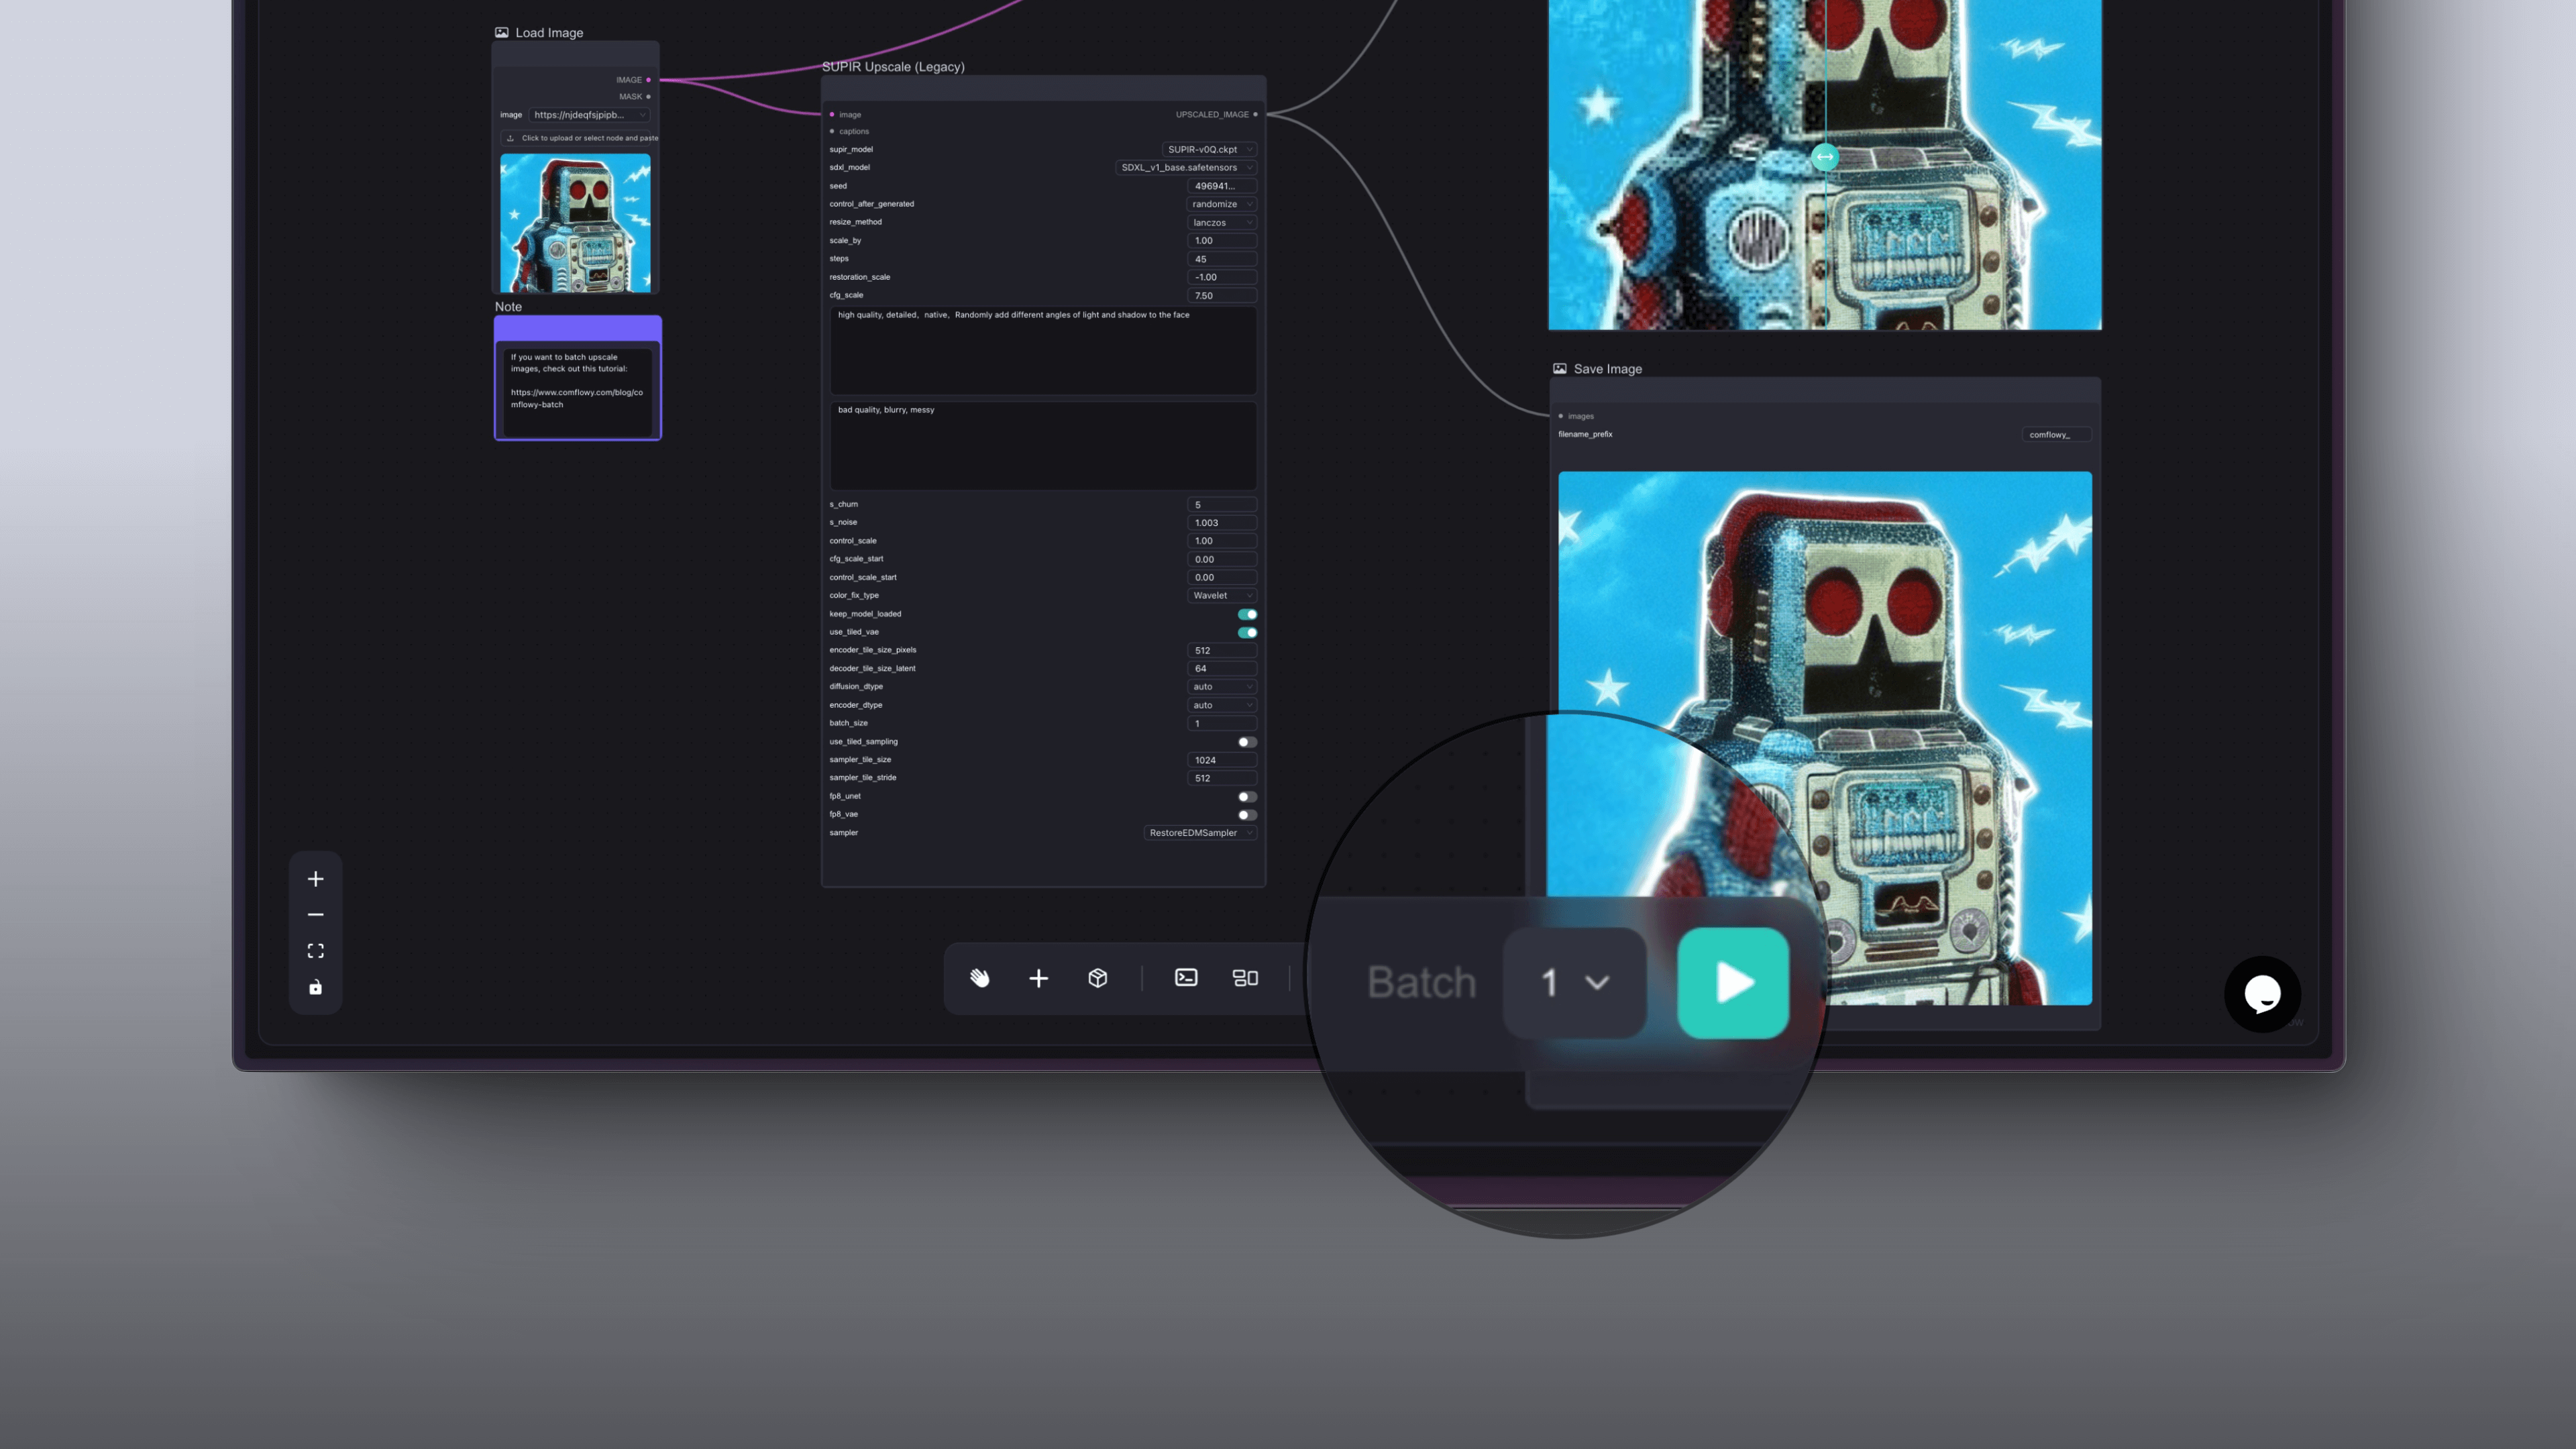 Load Image
IMAGE
MASK
image https://njdeqfsjpipb...
Click to upload or select node and paste
Note
If you want to batch upscale
images, check out this tutorial:
https://www.comflowy.com/blog/co
mflowy-batch
SUPIR Upscale (Legacy)
image UPSCALED_IMAGE
captions
supir_model SUPIR-v0Q.ckpt
sdxl_model SDXL_v1_base.safetensors
seed 496941...
control_after_generated randomize
resize_method lanczos
scale_by 1.00
steps 45
restoration_scale -1.00
cfg_scale 7.50
high quality, detailed, native, Randomly add different angles of light and shadow to the face
bad quality, blurry, messy
s_churn 5
s_noise 1.003
control_scale 1.00
cfg_scale_start 0.00
control_scale_start 0.00
color_fix_type Wavelet
keep_model_loaded
use_tiled_vae
encoder_tile_size_pixels 512
decoder_tile_size_latent 64
diffusion_dtype auto
encoder_dtype auto
batch_size 1
use_tiled_sampling
sampler_tile_size 1024
sampler_tile_stride 512
fp8_unet
fp8_vae
sampler RestoreEDMSampler
Save Image
images
filename_prefix comflowy_
Batch 1